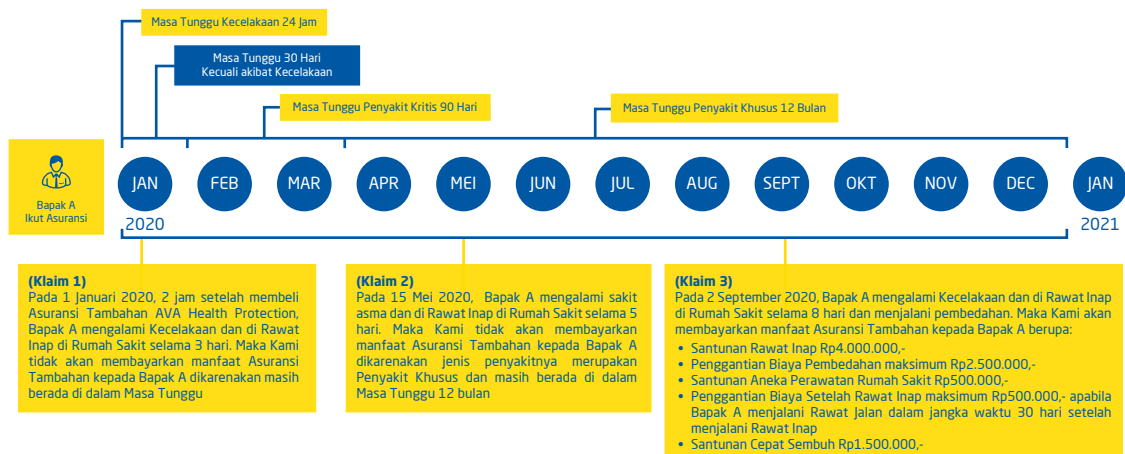 Masa Tunggu Kecelakaan 24 Jam
Masa Tunggu 30 Hari
Kecuali akibat Kecelakaan
Masa Tunggu Penyakit Kritis 90 Hari
Masa Tunggu Penyakit Khusus 12 Bulan
Bapak A
Ikut Asuransi
JAN
FEB
MAR
APR
MEI
JUN
JUL
AUG
SEPT
OKT
NOV
DEC
JAN
2020
2021
(Klaim 1)
Pada 1 Januari 2020, 2 jam setelah membeli
Asuransi Tambahan AVA Health Protection,
Bapak A mengalami Kecelakaan dan di Rawat
Inap di Rumah Sakit selama 3 hari. Maka Kami
tidak akan membayarkan manfaat Asuransi
Tambahan kepada Bapak A dikarenakan masih
berada di dalam Masa Tunggu
(Klaim 2)
Pada 15 Mei 2020, Bapak A mengalami sakit
asma dan di Rawat Inap di Rumah Sakit selama 5
hari. Maka Kami tidak akan membayarkan
manfaat Asuransi Tambahan kepada Bapak A
dikarenakan jenis penyakitnya merupakan
Penyakit Khusus dan masih berada di dalam
Masa Tunggu 12 bulan
(Klaim 3)
Pada 2 September 2020, Bapak A mengalami Kecelakaan dan di Rawat Inap
di Rumah Sakit selama 8 hari dan menjalani pembedahan. Maka Kami akan
membayarkan manfaat Asuransi Tambahan kepada Bapak A berupa:
• Santunan Rawat Inap Rp4.000.000,-
• Penggantian Biaya Pembedahan maksimum Rp2.500.000,-
• Santunan Aneka Perawatan Rumah Sakit Rp500.000,-
• Penggantian Biaya Setelah Rawat Inap maksimum Rp500.000,- apabila
Bapak A menjalani Rawat Jalan dalam jangka waktu 30 hari setelah
menjalani Rawat Inap
• Santunan Cepat Sembuh Rp1.500.000,-